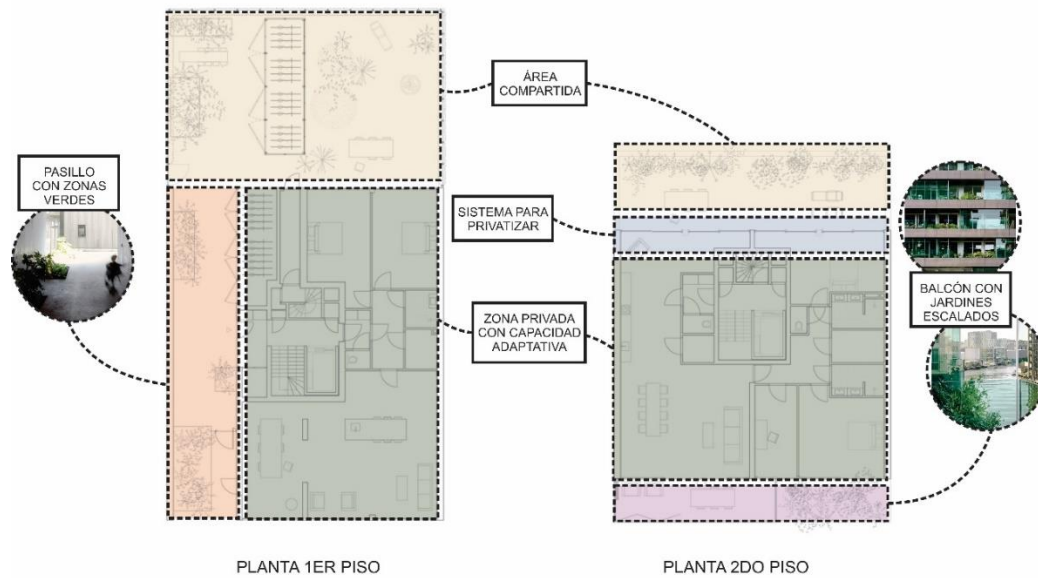 ÁREA
COMPARTIDA
PASILLO
CON ZONAS
VERDES
SISTEMA PARA
PRIVATIZAR
ZONA PRIVADA
CON CAPACIDAD
ADAPTATIVA
BALCÓN CON
JARDINES
ESCALADOS
PLANTA 1ER PISO
PLANTA 2DO PISO